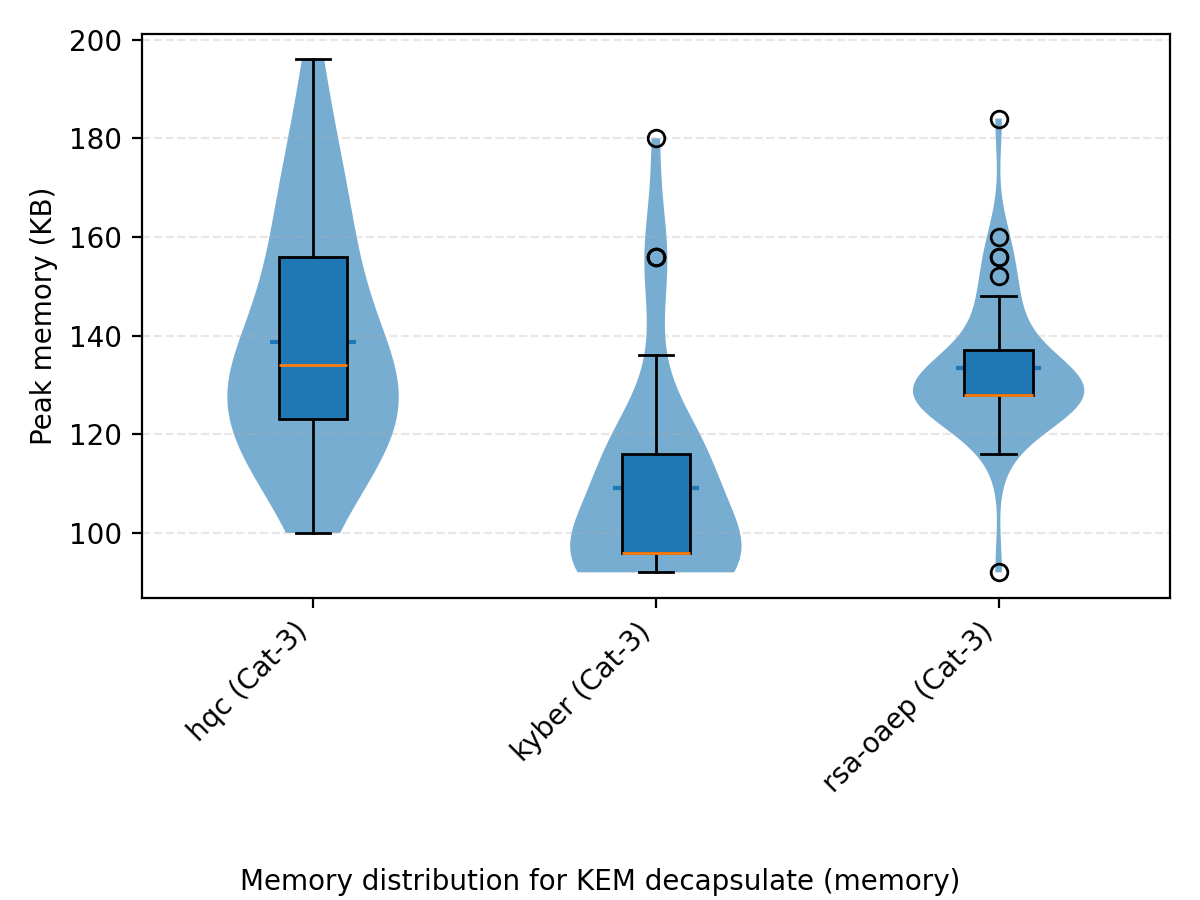 200
180
160
140
120
100
Peak memory (KB)
hqc (Cat-3)
kyber (Cat-3)
rsa-oaep (Cat-3)
Memory distribution for KEM decapsulate (memory)